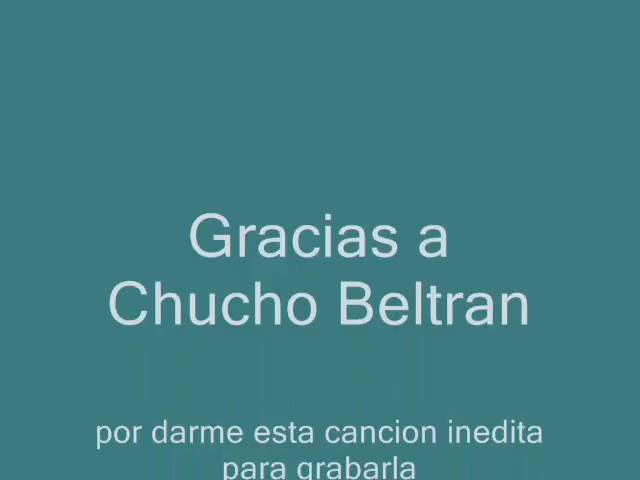 Gracias a
Chucho Beltran
por darme esta cancion inedita
para grabarla